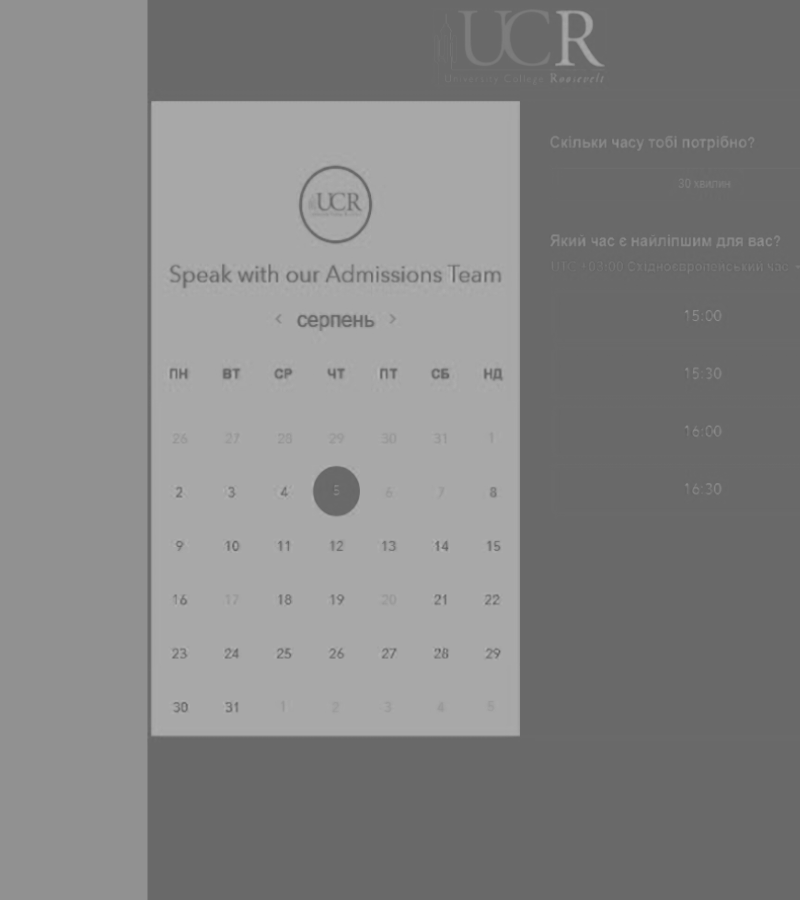 UCR
University College Roosevelt
UCR
Speak with our Admissions Team
< серпень >
ПН ВТ СР ЧТ ПТ СБ НД
26 27 28 29 30 31 1
2 3 4 5 6 7 8
9 10 11 12 13 14 15
16 17 18 19 20 21 22
23 24 25 26 27 28 29
30 31 1 2 3 4 5
Скільки часу тобі потрібно?
30 хвилин
Який час є найліпшим для вас?
UTC +03:00 Східноєвропейський час
15:00
15:30
16:00
16:30